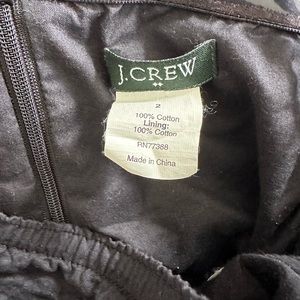 J.CREW
2
100% Cotton
Lining:
100% Cotton
RN77388
Made in China